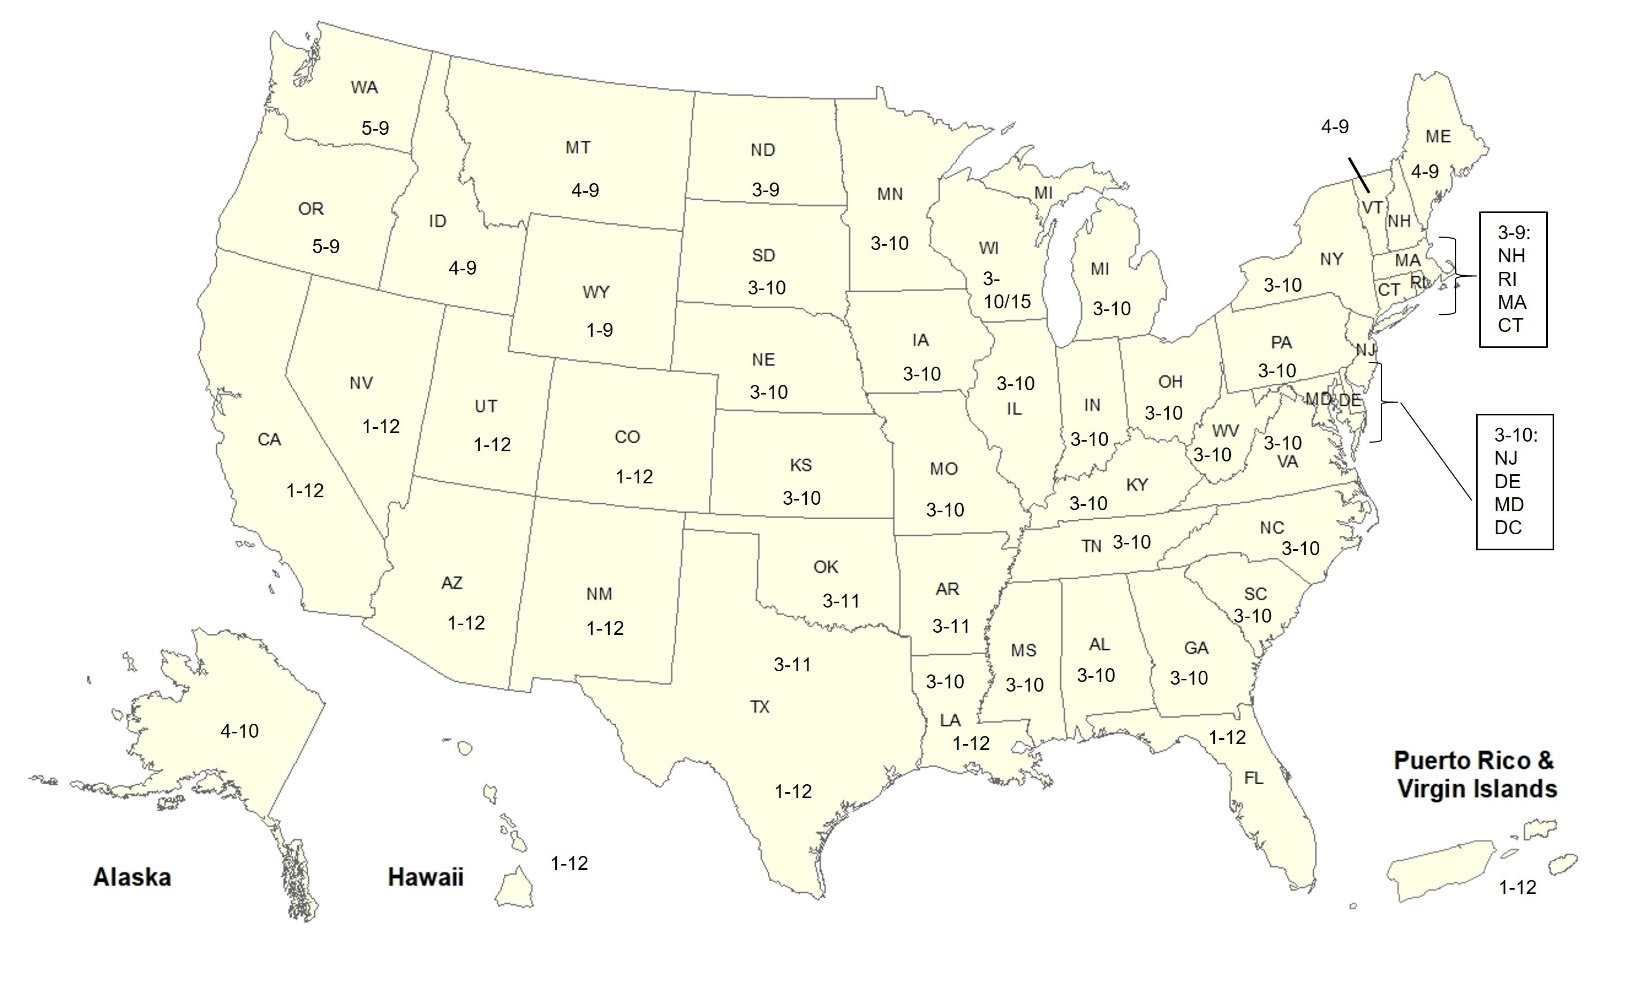 WA
5-9
OR
5-9
ID
4-9
MT
4-9
ND
3-9
MN
3-10
SD
3-10
WY
1-9
NE
3-10
IA
3-10
WI
3-
10/15
MI
MI
3-10
4-9
VT
NH
ME
4-9
NY
3-10
MA
CT
RI
3-9:
NH
RI
MA
CT
CA
1-12
NV
1-12
UT
1-12
CO
1-12
KS
3-10
MO
3-10
3-10
IL
IN
3-10
OH
3-10
PA
3-10
NJ
MD
DE
WV
3-10
3-10
VA
3-10:
NJ
DE
MD
DC
KY
3-10
TN 3-10
NC
3-10
AZ
1-12
NM
1-12
OK
3-11
AR
3-11
SC
3-10
MS
3-10
AL
3-10
GA
3-10
3-11
TX
1-12
3-10
LA
1-12
1-12
FL
4-10
Alaska
Hawaii
1-12
Puerto Rico &
Virgin Islands
1-12